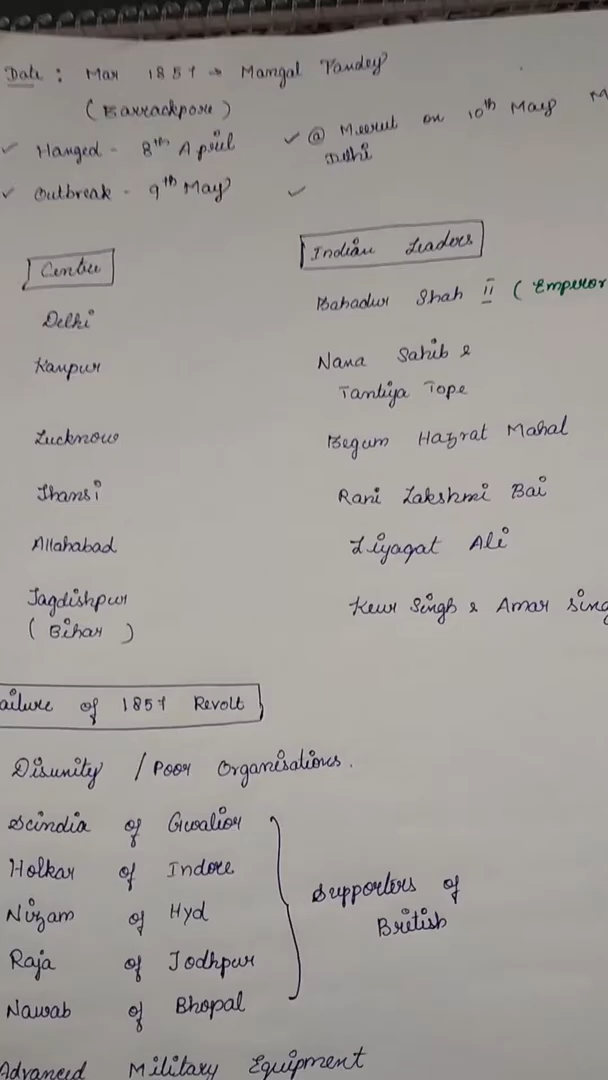 Date : Mar 1857 → Mangal Pandey
(Barrackpore)
✓ Hanged - 8th April ✓ @ Meerut on 10th May M
Delhi
✓ Outbreak - 9th May ✓
Centre Indian Leaders
Delhi Bahadur Shah II (Emperor
Kanpur Nana Sahib &
Tantiya Tope
Lucknow Begum Hazrat Mahal
Jhansi Rani Lakshmi Bai
Allahabad Liyaqat Ali
Jagdishpur Kuur Singh & Amar Sing
(Bihar)
ailure of 1857 Revolt
Disunity / Poor Organisations.
Scindia of Gwalior
Holkar of Indore
Nizam of Hyd
Raja of Jodhpur
Nawab of Bhopal
Supporters of
British
Advanced Military Equipment